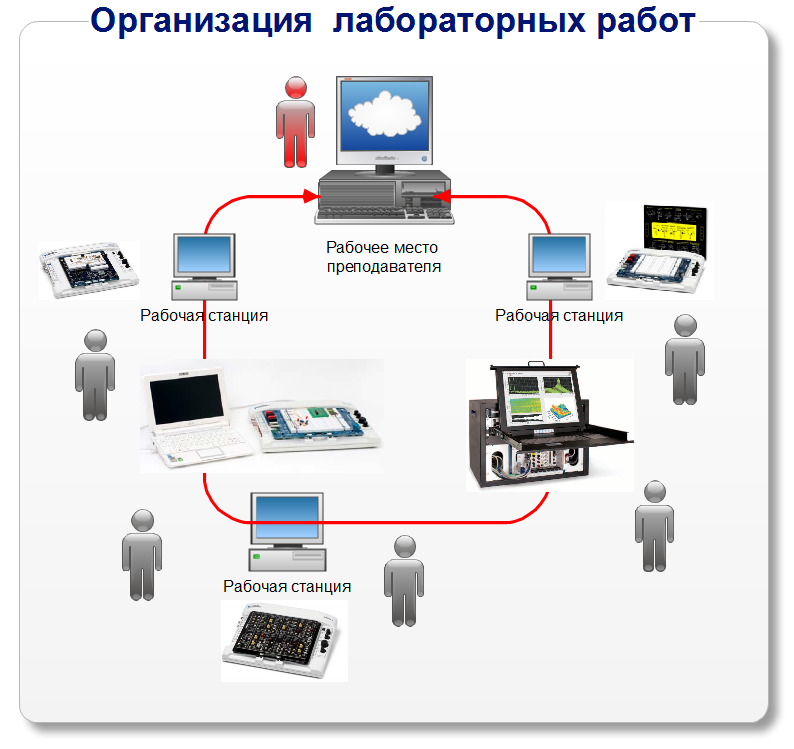 Организация лабораторных работ
Рабочее место
преподавателя
Рабочая станция
Рабочая станция
Рабочая станция